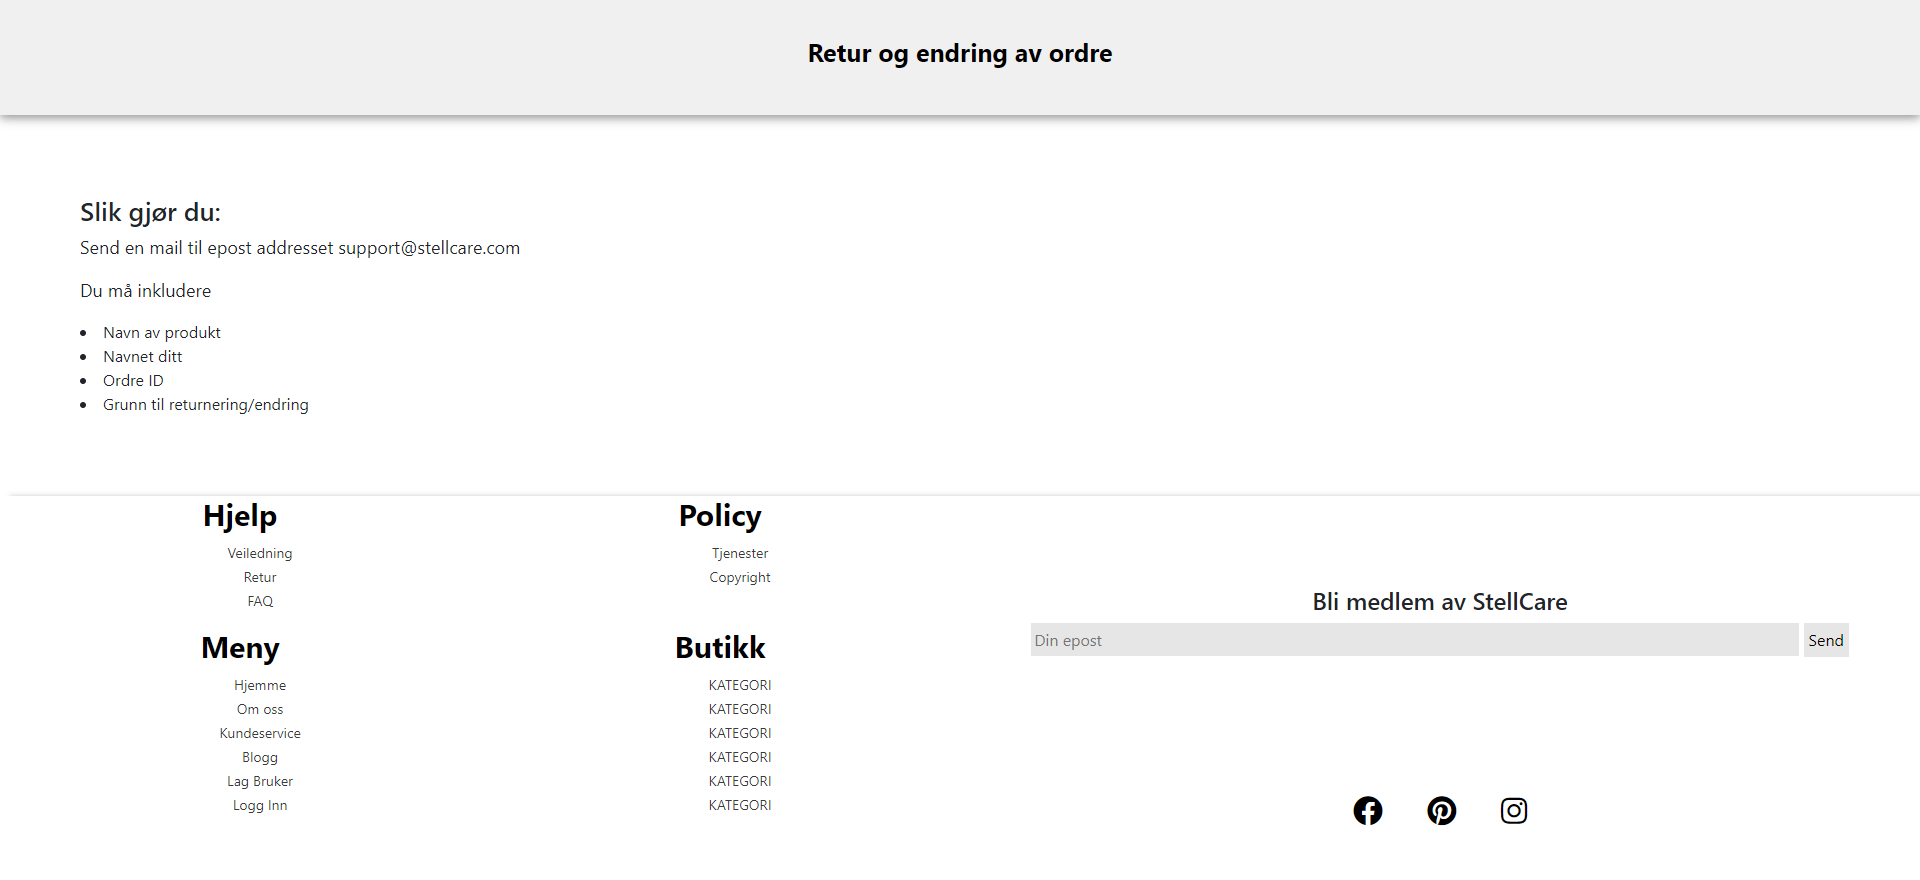 Retur og endring av ordre
Slik gjør du:
Send en mail til epost addresset support@stellcare.com
Du må inkludere
Navn av produkt
Navnet ditt
Ordre ID
Grunn til returnering/endring
Hjelp
Veiledning
Retur
FAQ
Policy
Tjenester
Copyright
Meny
Hjemme
Om oss
Kundeservice
Blogg
Lag Bruker
Logg Inn
Butikk
KATEGORI
KATEGORI
KATEGORI
KATEGORI
KATEGORI
KATEGORI
Bli medlem av StellCare
Din epost
Send